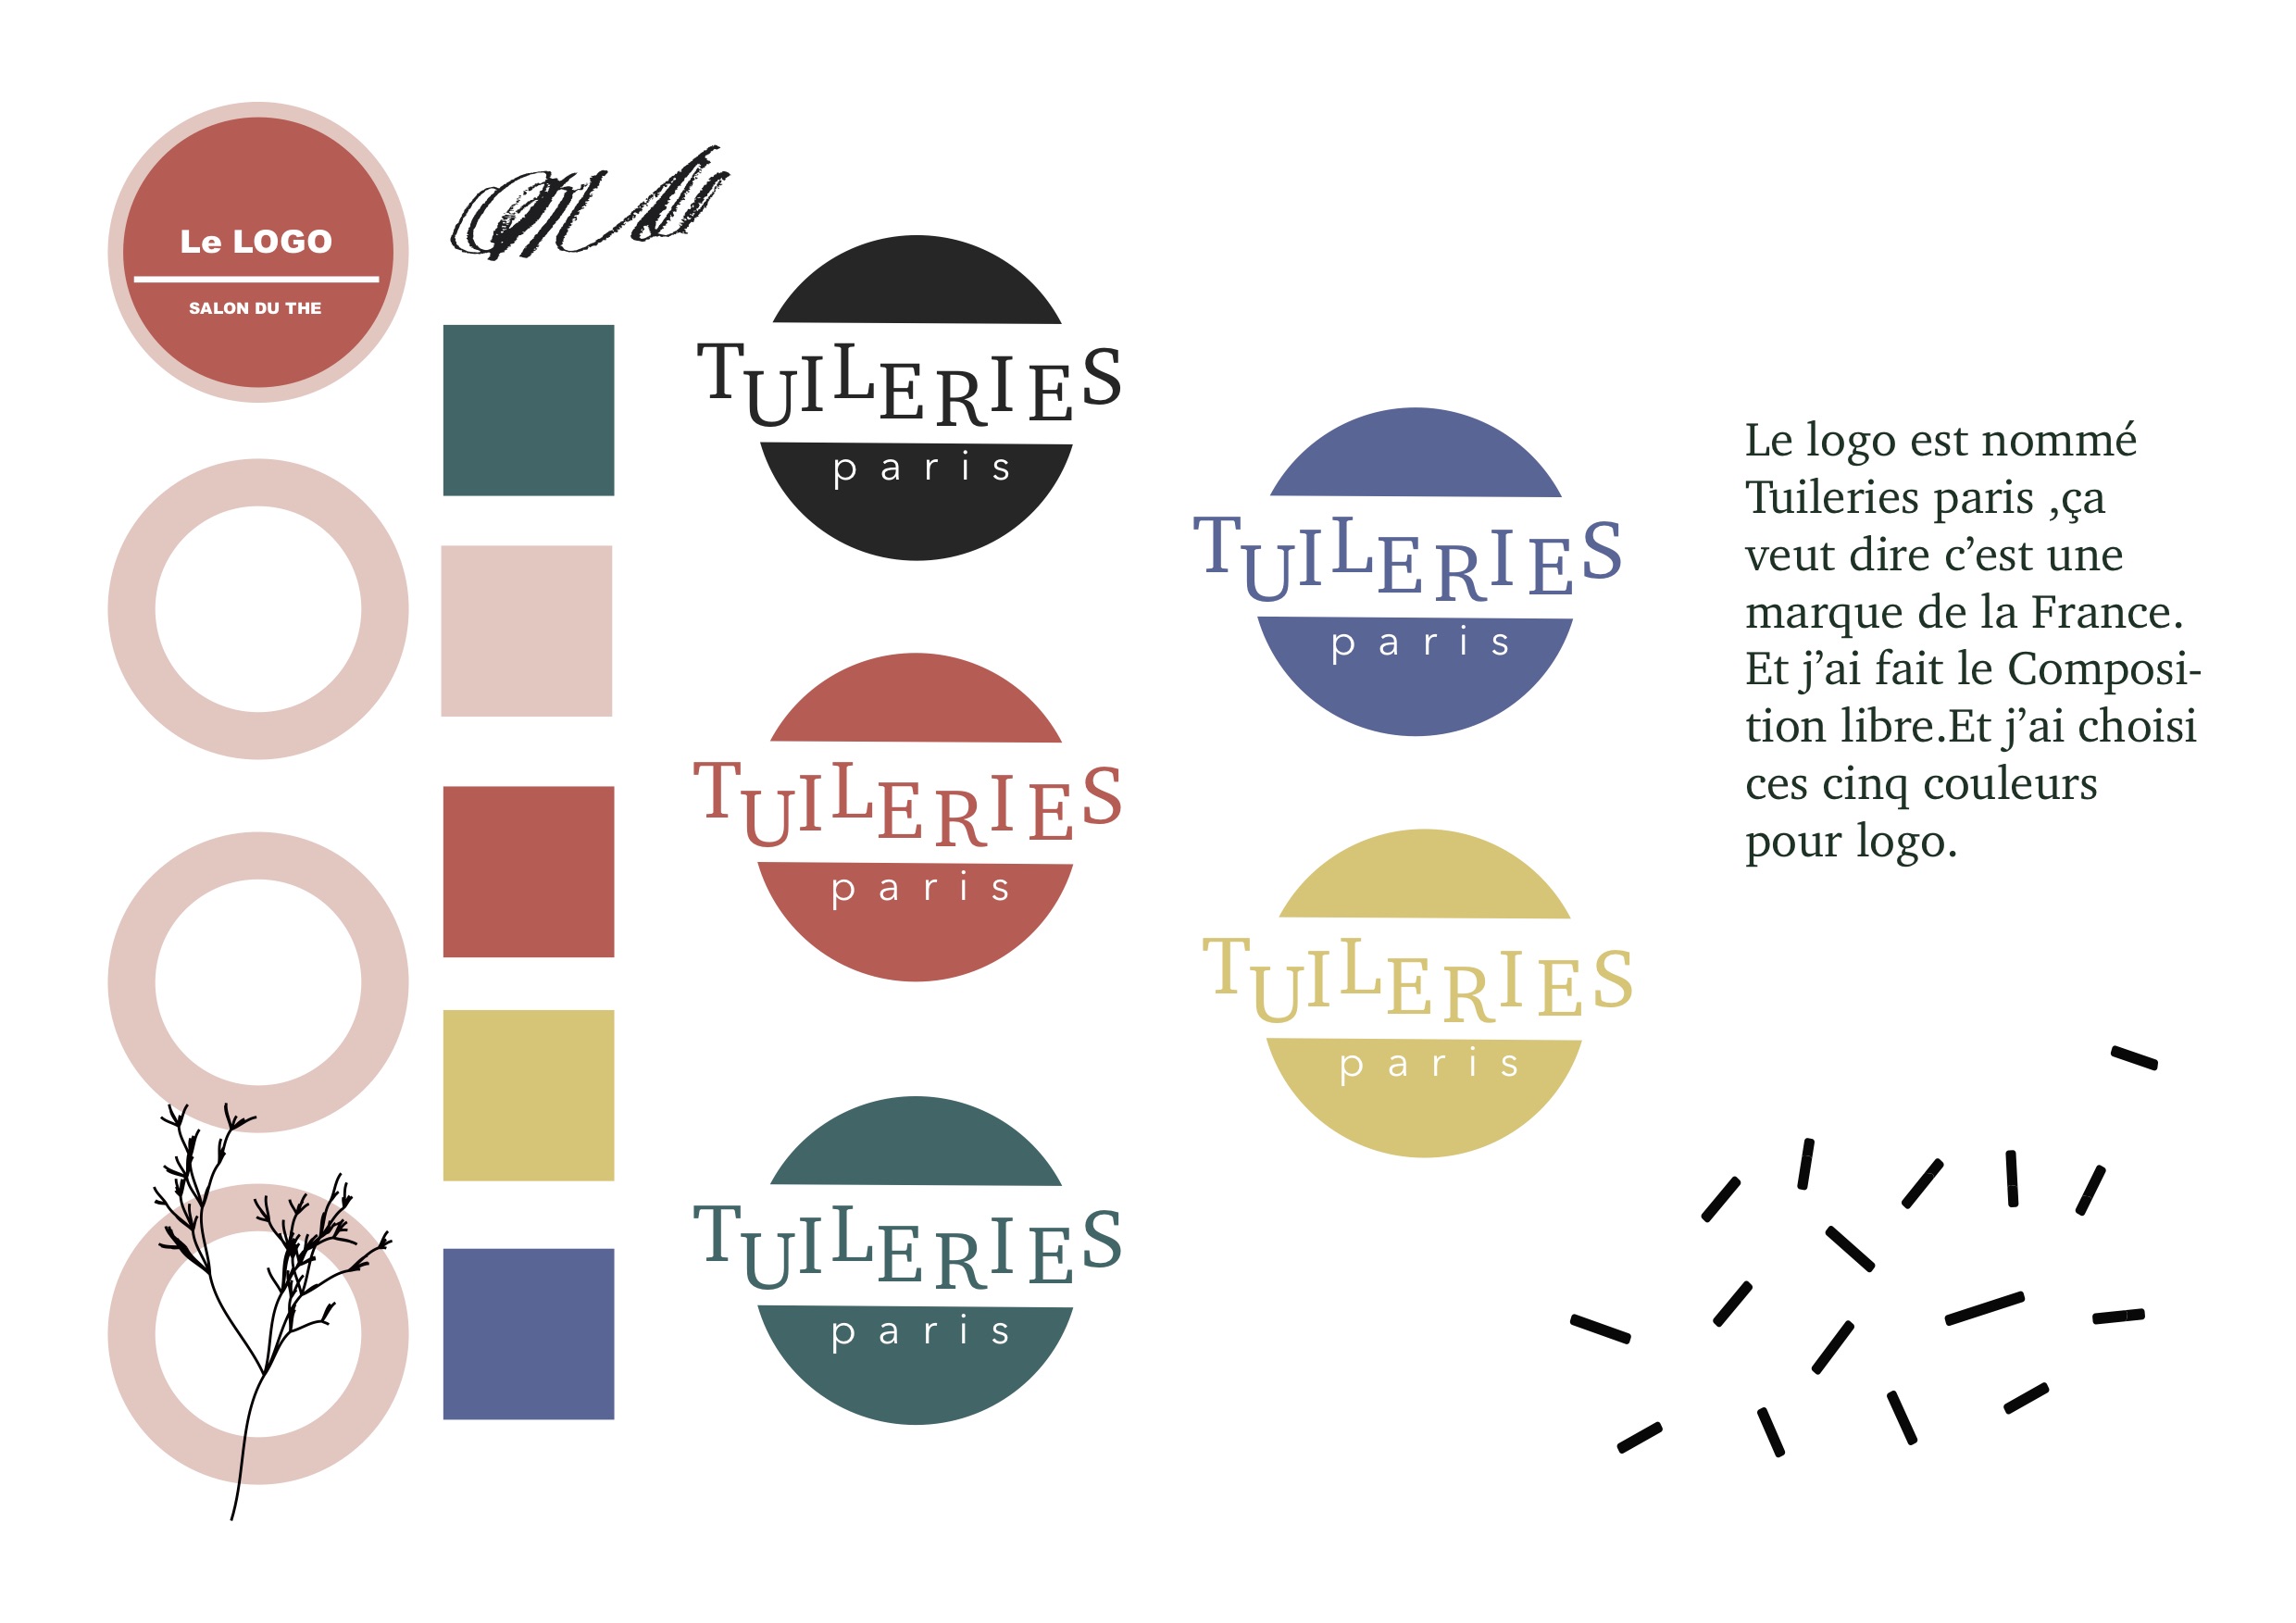 Le LOGO
SALON DU THE
TUILERIES
paris
TUILERIES
paris
TUILERIES
paris
TUILERIES
paris
TUILERIES
paris
Le logo est nommé
Tuileries paris ,ça
veut dire c’est une
marque de la France.
Et j’ai fait le Composi-
tion libre.Et j’ai choisi
ces cinq couleurs
pour logo.